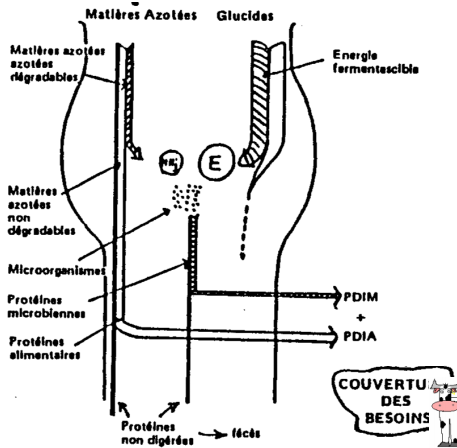 Matières Azotées Glucides
Matières azotées
azotées
dégradables
Energie
fermentescible
E
Matières
azotées
non
dégradables
Microorganismes
Protéines
microbiennes
PDIM
+
PDIA
Protéines
alimentaires
COUVERTU
DES
BESOINS
Protéines
non digérées
fécès